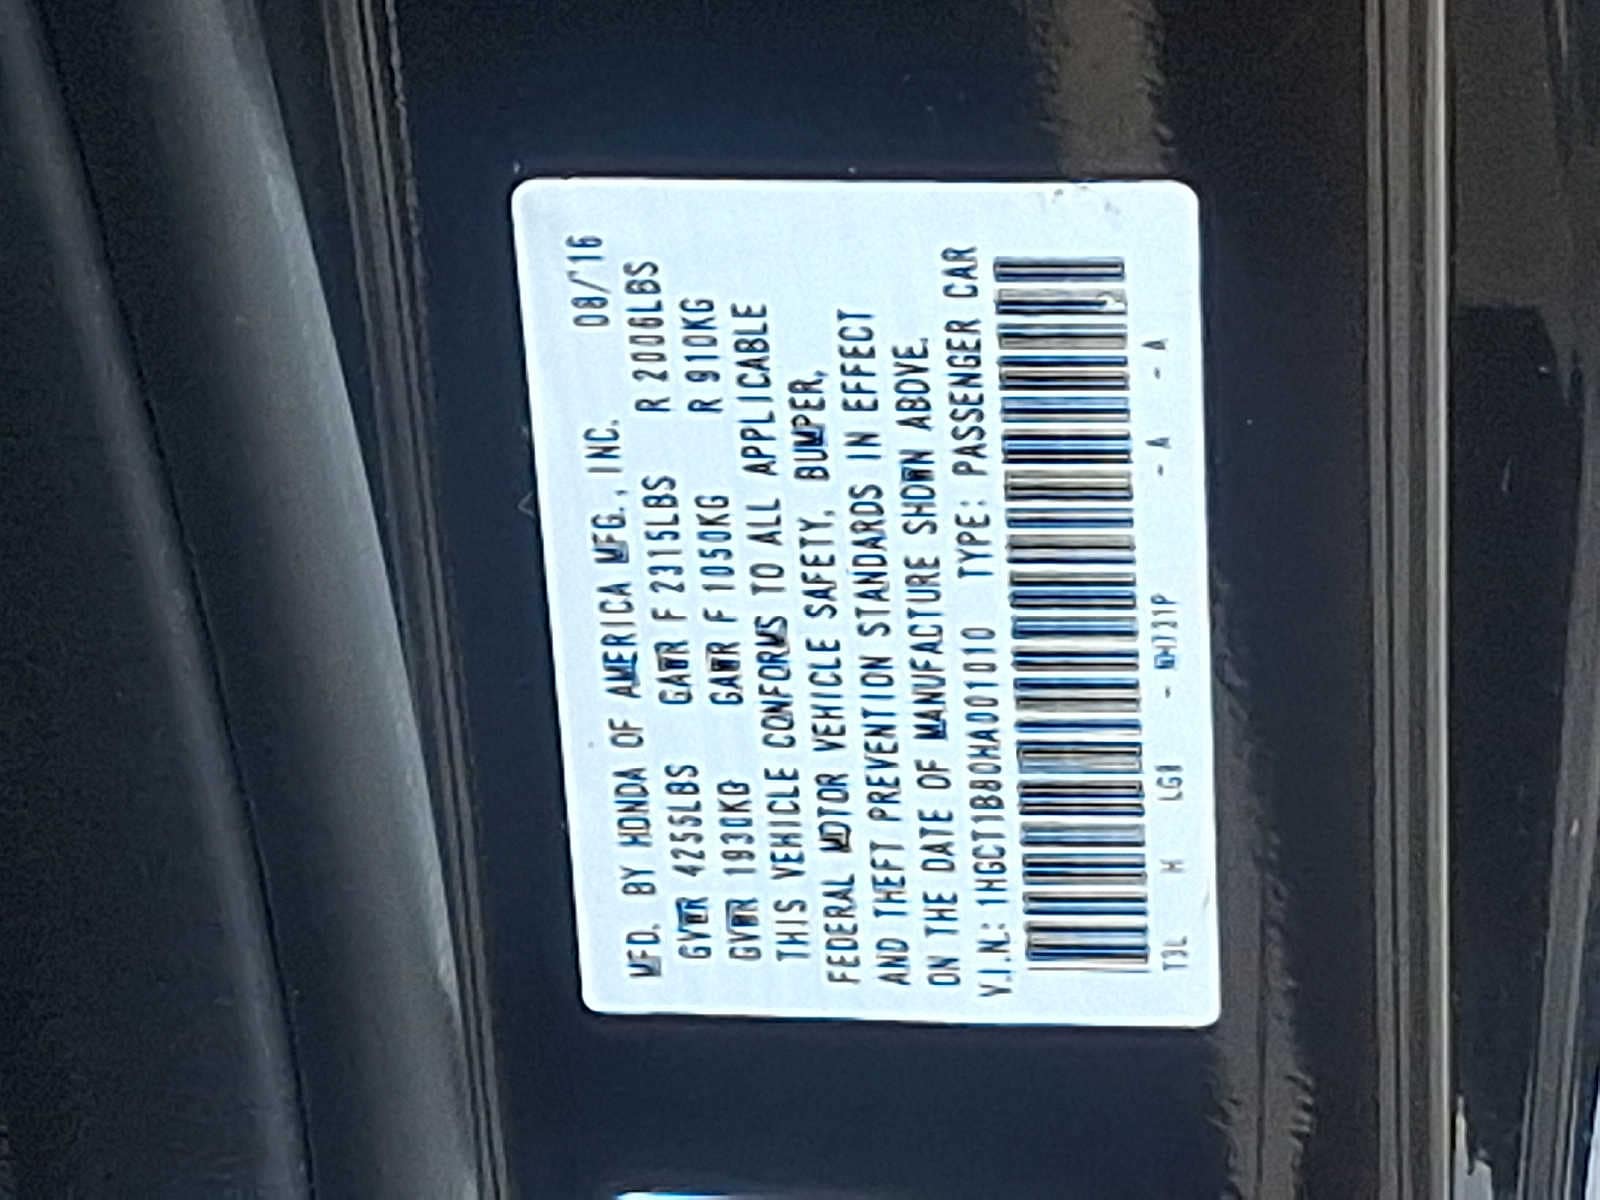 MFD. BY HONDA OF AMERICA MFG., INC. 08/16
GVWR 4255LBS GAWR F 2315LBS R 2006LBS
GVWR 1930KG GAWR F 1050KG R 910KG
THIS VEHICLE CONFORMS TO ALL APPLICABLE
FEDERAL MOTOR VEHICLE SAFETY, BUMPER,
AND THEFT PREVENTION STANDARDS IN EFFECT
ON THE DATE OF MANUFACTURE SHOWN ABOVE.
V.I.N.: 1HGCT1B80HA001010 TYPE: PASSENGER CAR
T3L H LG1 - - A - A